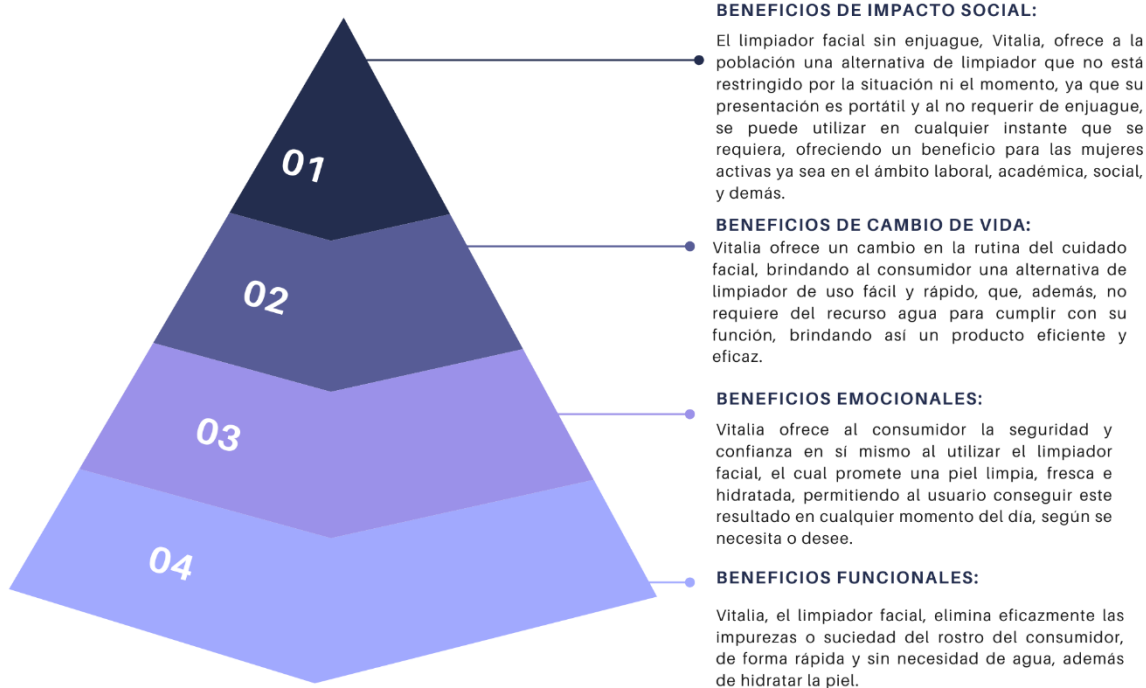 BENEFICIOS DE IMPACTO SOCIAL:
El limpiador facial sin enjuague, Vitalia, ofrece a la
población una alternativa de limpiador que no está
restringido por la situación ni el momento, ya que su
presentación es portátil y al no requerir de enjuague,
se puede utilizar en cualquier instante que se
requiera, ofreciendo un beneficio para las mujeres
activas ya sea en el ámbito laboral, académica, social,
y demás.
01
BENEFICIOS DE CAMBIO DE VIDA:
Vitalia ofrece un cambio en la rutina del cuidado
facial, brindando al consumidor una alternativa de
limpiador de uso fácil y rápido, que, además, no
requiere del recurso agua para cumplir con su
función, brindando así un producto eficiente y
eficaz.
02
BENEFICIOS EMOCIONALES:
Vitalia ofrece al consumidor la seguridad y
confianza en sí mismo al utilizar el limpiador
facial, el cual promete una piel limpia, fresca e
hidratada, permitiendo al usuario conseguir este
resultado en cualquier momento del día, según se
necesita o desee.
03
BENEFICIOS FUNCIONALES:
Vitalia, el limpiador facial, elimina eficazmente las
impurezas o suciedad del rostro del consumidor,
de forma rápida y sin necesidad de agua, además
de hidratar la piel.
04